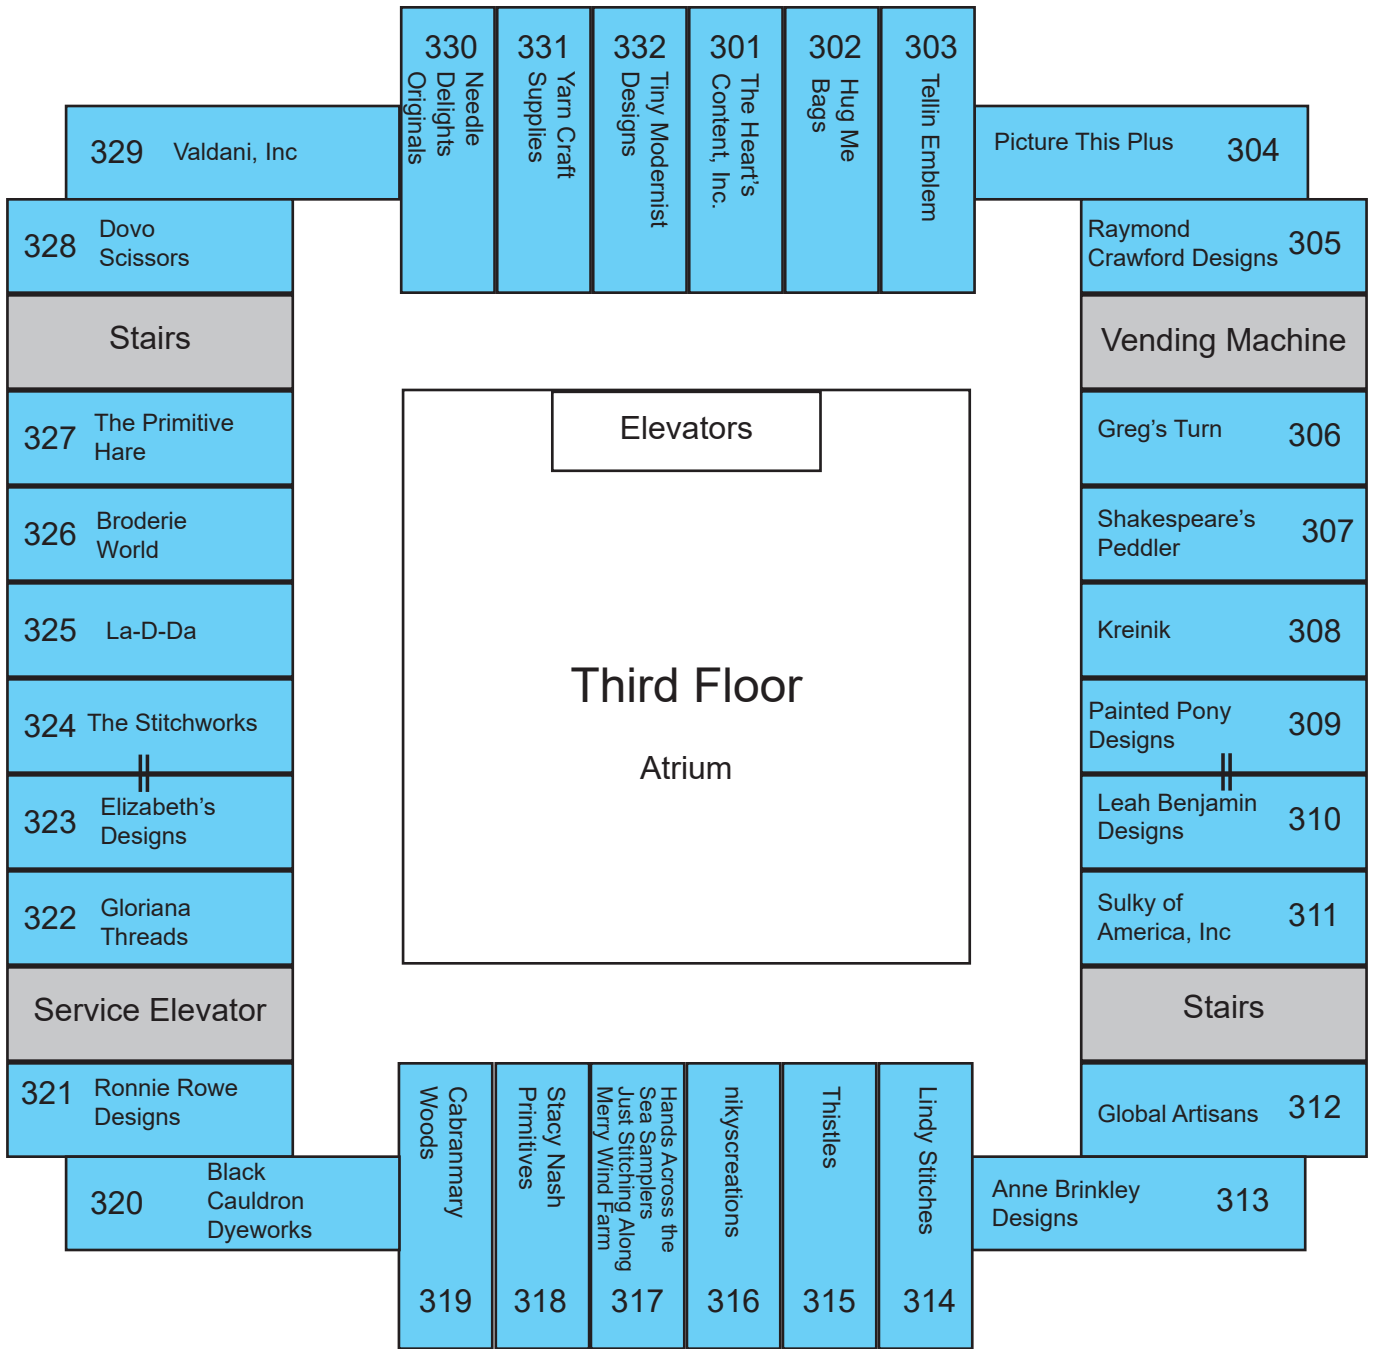 330
Needle
Delights
Originals
331
Yarn Craft
Supplies
332
Tiny Modernist
Designs
301
The Heart's
Content, Inc.
302
Hug Me
Bags
303
Tellin Emblem
329 Valdani, Inc
Picture This Plus 304
328 Dovo
Scissors
Raymond
Crawford Designs 305
Stairs
Vending Machine
Elevators
327 The Primitive
Hare
Greg's Turn 306
326 Broderie
World
Shakespeare's
Peddler 307
325 La-D-Da
Kreinik 308
Third Floor
Atrium
324 The Stitchworks
Painted Pony
Designs 309
323 Elizabeth's
Designs
Leah Benjamin
Designs 310
322 Gloriana
Threads
Sulky of
America, Inc 311
Service Elevator
Stairs
321 Ronnie Rowe
Designs
Global Artisans 312
320 Black
Cauldron
Dyeworks
Anne Brinkley
Designs 313
Cabranmary
Woods
319
Stacy Nash
Primitives
318
Hands Across the
Sea Samplers
Just Stitching Along
Merry Wind Farm
317
nikyscreations
316
Thistles
315
Lindy Stitches
314